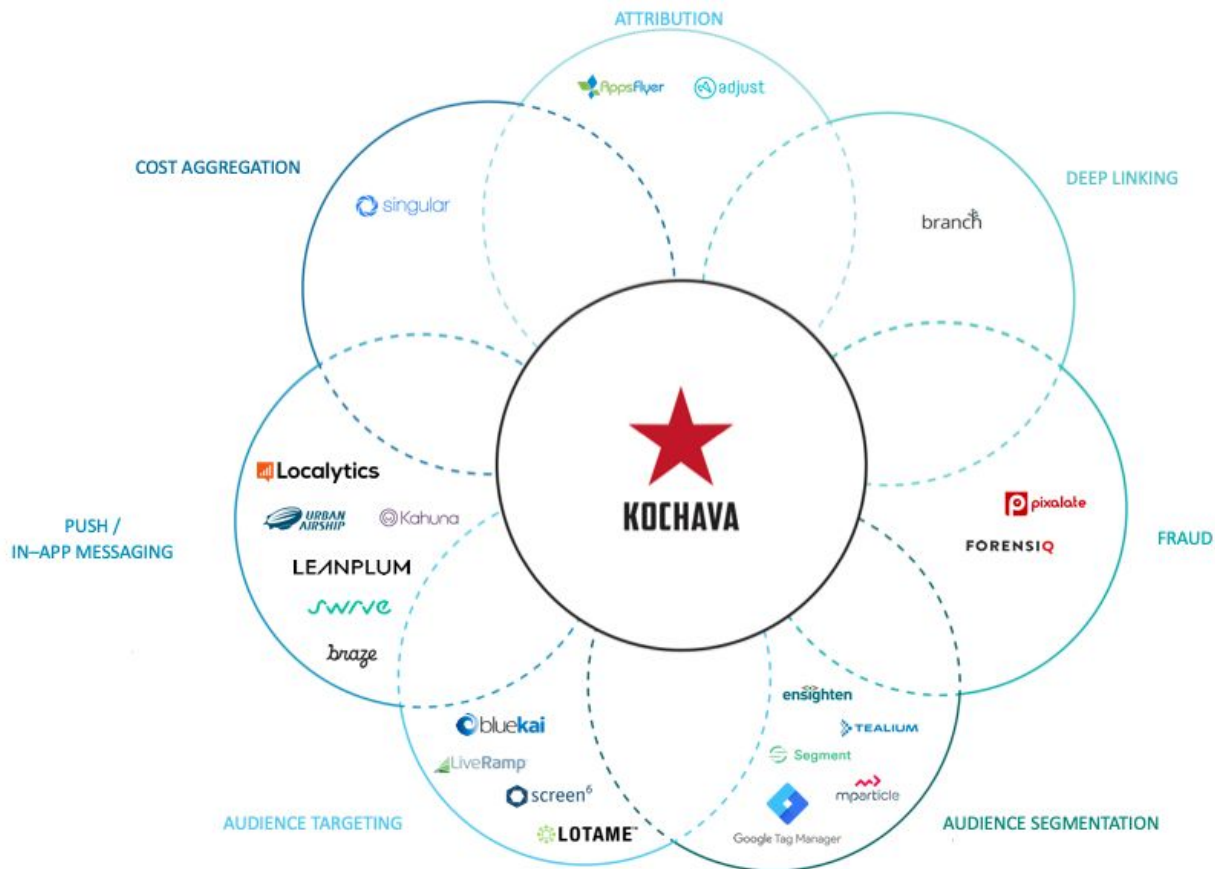 ATTRIBUTION
AppsFlyer
adjust
COST AGGREGATION
singular
DEEP LINKING
branch
KOCHAVA
PUSH /
IN–APP MESSAGING
Localytics
URBAN
AIRSHIP
Kahuna
LEANPLUM
swrve
braze
FRAUD
pixalate
FORENSIQ
AUDIENCE TARGETING
bluekai
LiveRamp
screen6
LOTAME™
AUDIENCE SEGMENTATION
ensighten
TEALIUM
Segment
mparticle
Google Tag Manager